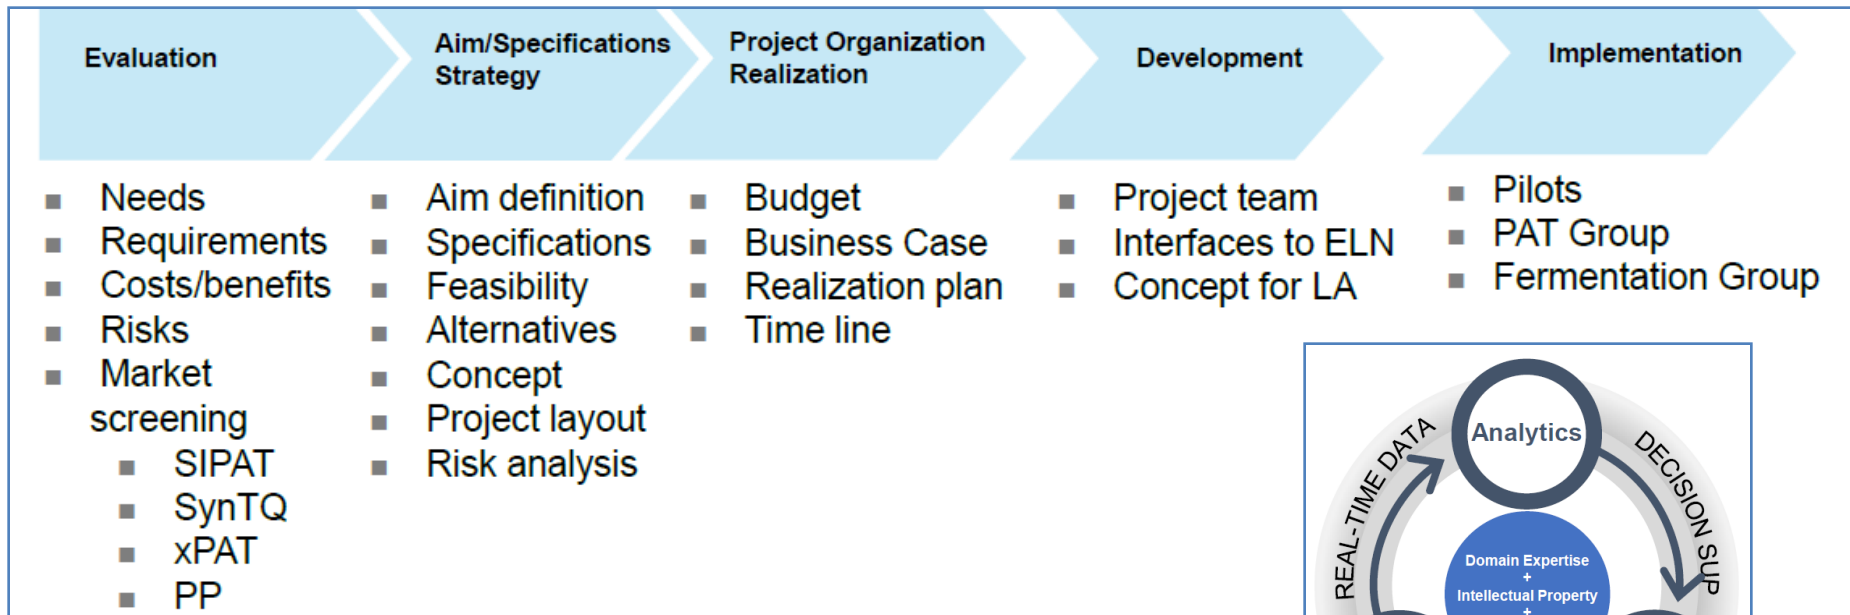 Evaluation
Aim/Specifications
Strategy
Project Organization
Realization
Development
Implementation
Needs
Requirements
Costs/benefits
Risks
Market
screening
SIPAT
SynTQ
xPAT
PP
Aim definition
Specifications
Feasibility
Alternatives
Concept
Project layout
Risk analysis
Budget
Business Case
Realization plan
Time line
Project team
Interfaces to ELN
Concept for LA
Pilots
PAT Group
Fermentation Group
Analytics
REAL-TIME DATA
DECISION SUP
Domain Expertise
+
Intellectual Property
+